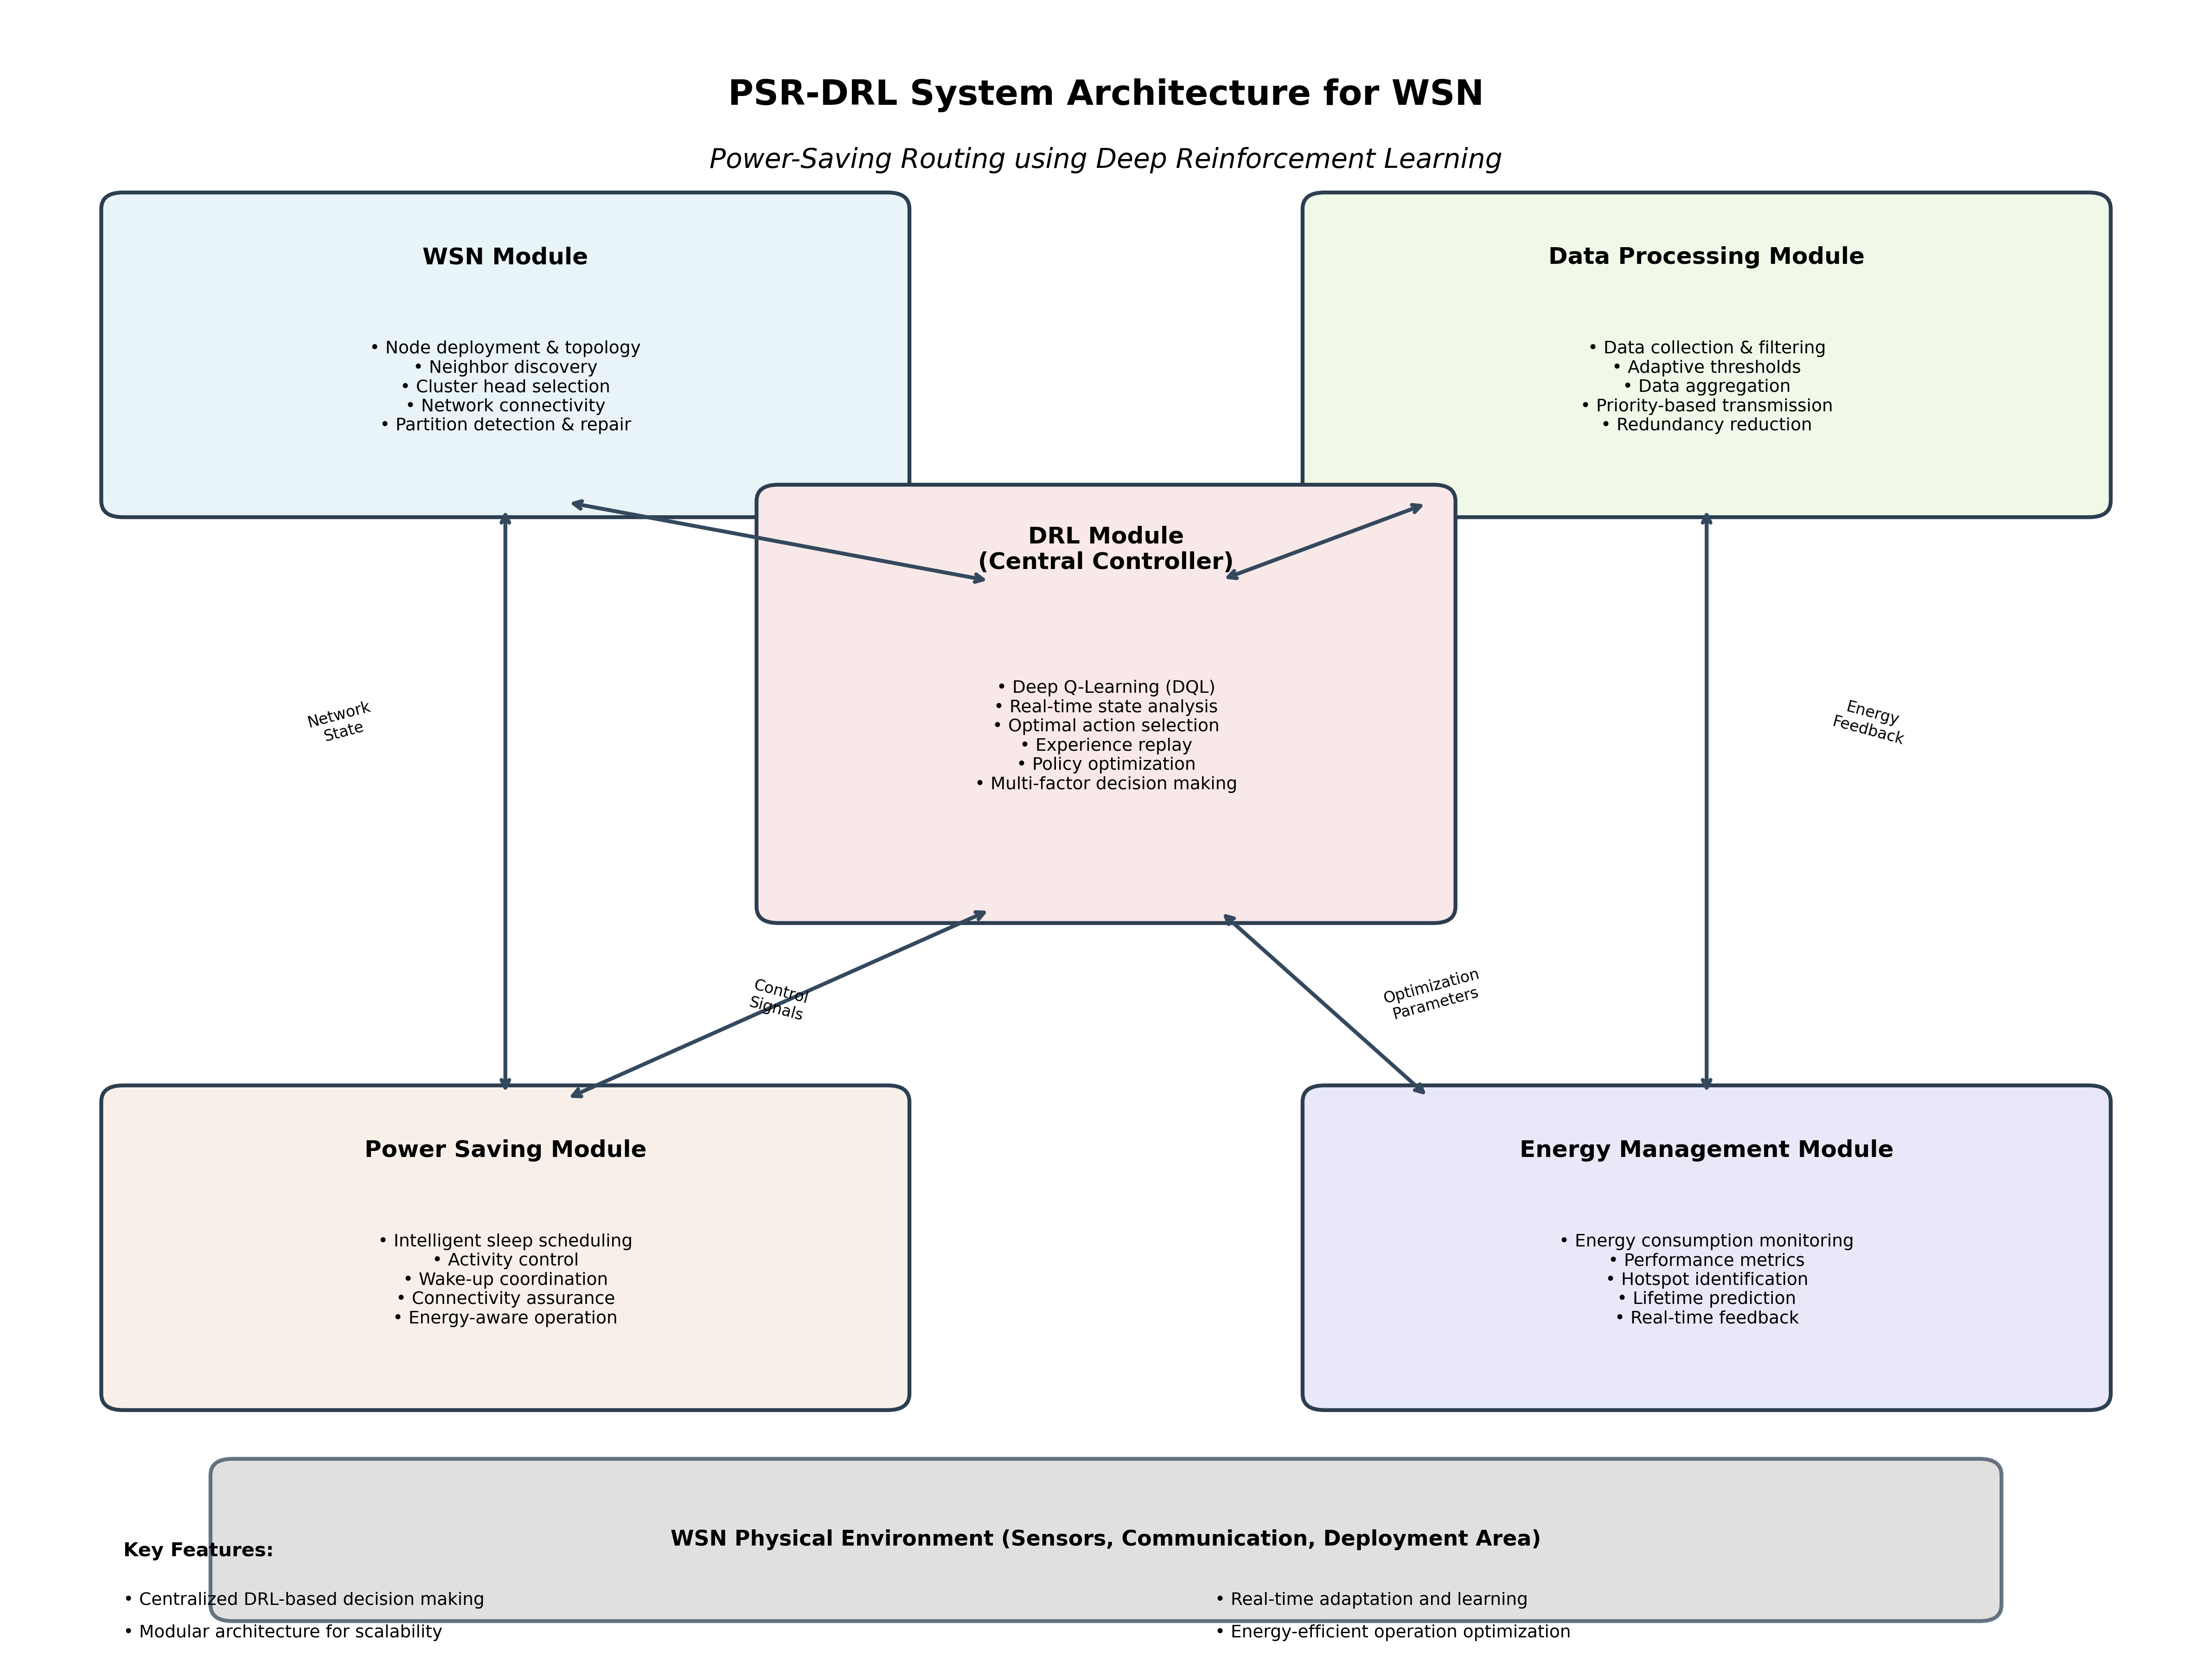 PSR-DRL System Architecture for WSN
Power-Saving Routing using Deep Reinforcement Learning
WSN Module
• Node deployment & topology
• Neighbor discovery
• Cluster head selection
• Network connectivity
• Partition detection & repair
Data Processing Module
• Data collection & filtering
• Adaptive thresholds
• Data aggregation
• Priority-based transmission
• Redundancy reduction
DRL Module
(Central Controller)
• Deep Q-Learning (DQL)
• Real-time state analysis
• Optimal action selection
• Experience replay
• Policy optimization
• Multi-factor decision making
Network
State
Energy
Feedback
Control
Signals
Optimization
Parameters
Power Saving Module
• Intelligent sleep scheduling
• Activity control
• Wake-up coordination
• Connectivity assurance
• Energy-aware operation
Energy Management Module
• Energy consumption monitoring
• Performance metrics
• Hotspot identification
• Lifetime prediction
• Real-time feedback
WSN Physical Environment (Sensors, Communication, Deployment Area)
Key Features:
• Centralized DRL-based decision making
• Modular architecture for scalability
• Real-time adaptation and learning
• Energy-efficient operation optimization